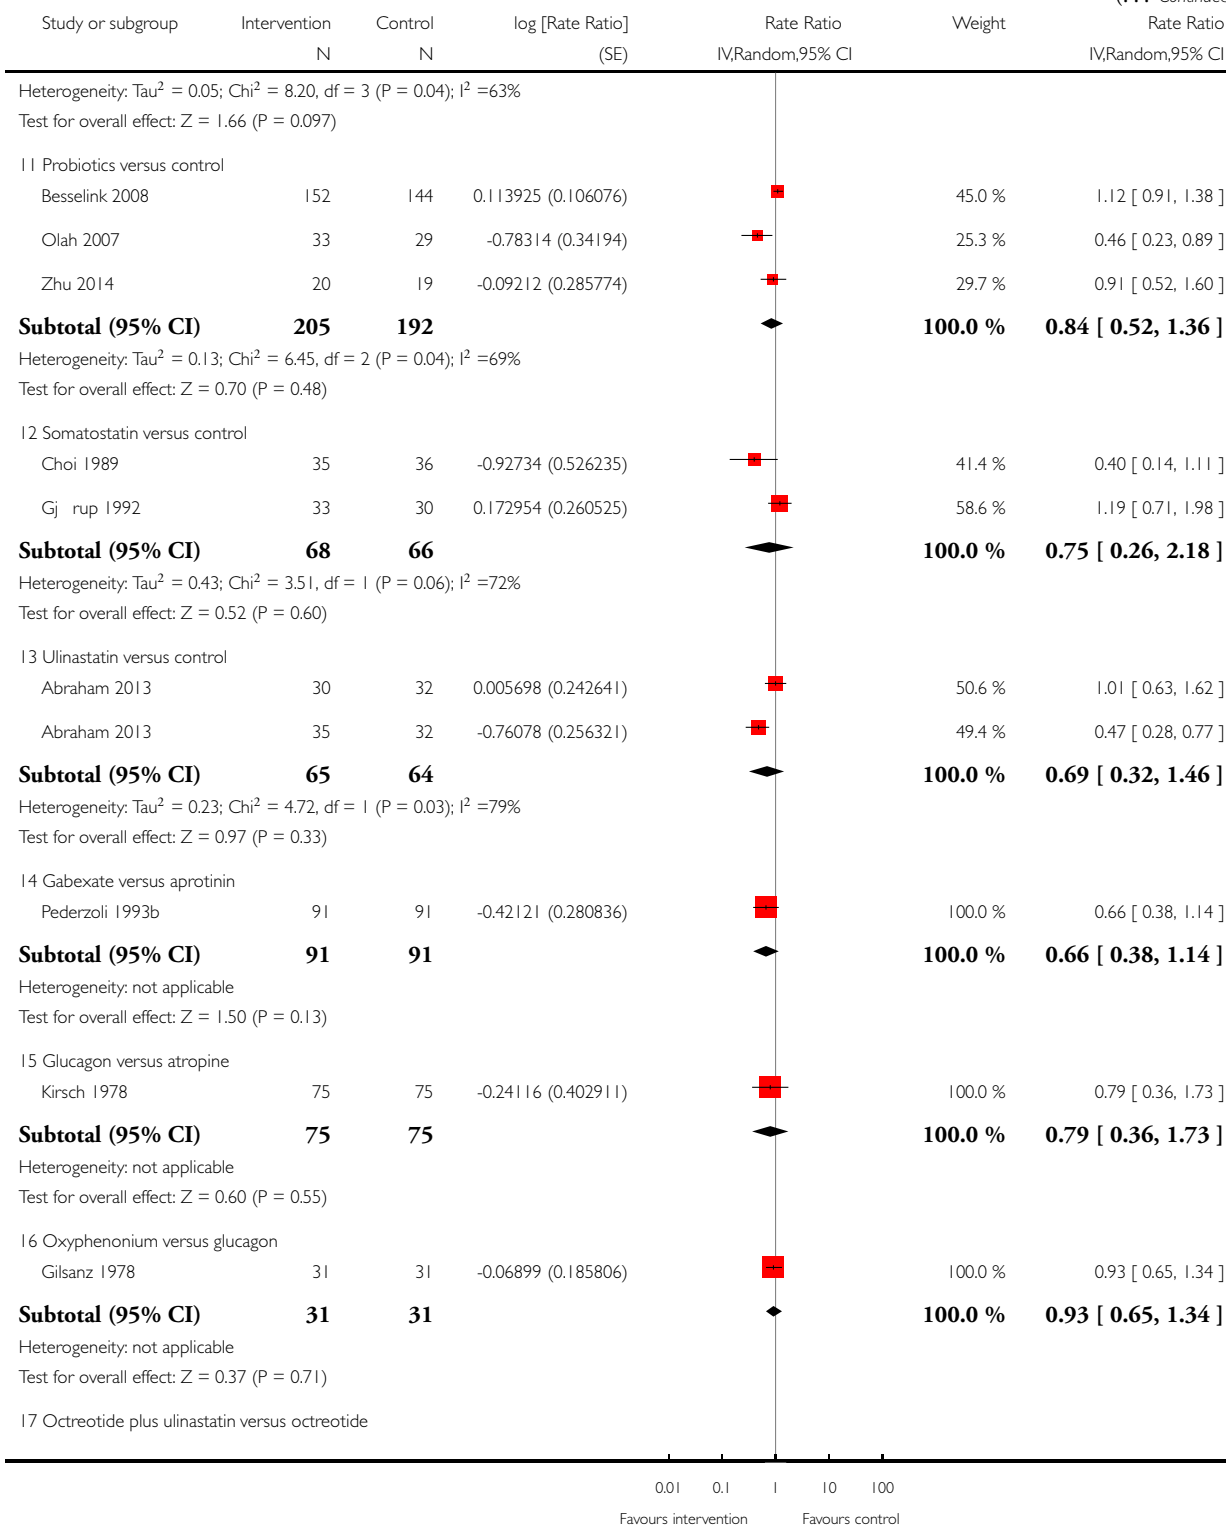 (... Continued
Study or subgroup Intervention Control log [Rate Ratio] Rate Ratio Weight Rate Ratio
N N (SE) IV,Random,95% CI IV,Random,95% CI
Heterogeneity: Tau² = 0.05; Chi² = 8.20, df = 3 (P = 0.04); I² =63%
Test for overall effect: Z = 1.66 (P = 0.097)
11 Probiotics versus control
Besselink 2008 152 144 0.113925 (0.106076) 45.0 % 1.12 [ 0.91, 1.38 ]
Olah 2007 33 29 -0.78314 (0.34194) 25.3 % 0.46 [ 0.23, 0.89 ]
Zhu 2014 20 19 -0.09212 (0.285774) 29.7 % 0.91 [ 0.52, 1.60 ]
Subtotal (95% CI) 205 192 100.0 % 0.84 [ 0.52, 1.36 ]
Heterogeneity: Tau² = 0.13; Chi² = 6.45, df = 2 (P = 0.04); I² =69%
Test for overall effect: Z = 0.70 (P = 0.48)
12 Somatostatin versus control
Choi 1989 35 36 -0.92734 (0.526235) 41.4 % 0.40 [ 0.14, 1.11 ]
Gj rup 1992 33 30 0.172954 (0.260525) 58.6 % 1.19 [ 0.71, 1.98 ]
Subtotal (95% CI) 68 66 100.0 % 0.75 [ 0.26, 2.18 ]
Heterogeneity: Tau² = 0.43; Chi² = 3.51, df = 1 (P = 0.06); I² =72%
Test for overall effect: Z = 0.52 (P = 0.60)
13 Ulinastatin versus control
Abraham 2013 30 32 0.005698 (0.242641) 50.6 % 1.01 [ 0.63, 1.62 ]
Abraham 2013 35 32 -0.76078 (0.256321) 49.4 % 0.47 [ 0.28, 0.77 ]
Subtotal (95% CI) 65 64 100.0 % 0.69 [ 0.32, 1.46 ]
Heterogeneity: Tau² = 0.23; Chi² = 4.72, df = 1 (P = 0.03); I² =79%
Test for overall effect: Z = 0.97 (P = 0.33)
14 Gabexate versus aprotinin
Pederzoli 1993b 91 91 -0.42121 (0.280836) 100.0 % 0.66 [ 0.38, 1.14 ]
Subtotal (95% CI) 91 91 100.0 % 0.66 [ 0.38, 1.14 ]
Heterogeneity: not applicable
Test for overall effect: Z = 1.50 (P = 0.13)
15 Glucagon versus atropine
Kirsch 1978 75 75 -0.24116 (0.402911) 100.0 % 0.79 [ 0.36, 1.73 ]
Subtotal (95% CI) 75 75 100.0 % 0.79 [ 0.36, 1.73 ]
Heterogeneity: not applicable
Test for overall effect: Z = 0.60 (P = 0.55)
16 Oxyphenonium versus glucagon
Gilsanz 1978 31 31 -0.06899 (0.185806) 100.0 % 0.93 [ 0.65, 1.34 ]
Subtotal (95% CI) 31 31 100.0 % 0.93 [ 0.65, 1.34 ]
Heterogeneity: not applicable
Test for overall effect: Z = 0.37 (P = 0.71)
17 Octreotide plus ulinastatin versus octreotide
0.01 0.1 1 10 100
Favours intervention Favours control